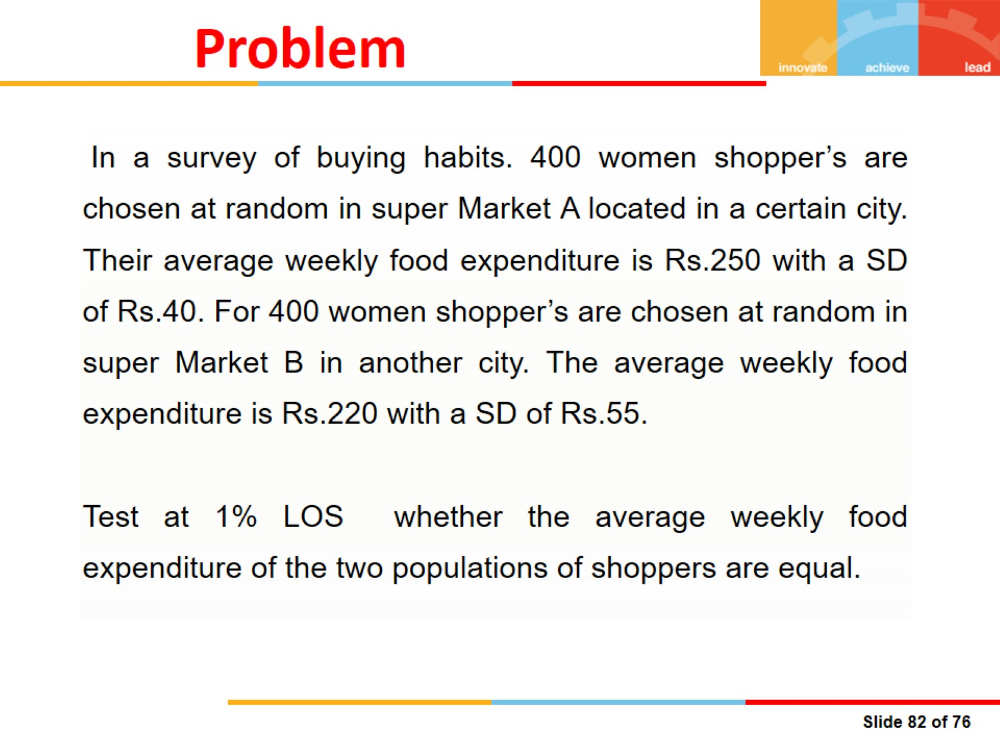 Problem
innovate achieve lead
In a survey of buying habits. 400 women shopper’s are
chosen at random in super Market A located in a certain city.
Their average weekly food expenditure is Rs.250 with a SD
of Rs.40. For 400 women shopper’s are chosen at random in
super Market B in another city. The average weekly food
expenditure is Rs.220 with a SD of Rs.55.
Test at 1% LOS whether the average weekly food
expenditure of the two populations of shoppers are equal.
Slide 82 of 76